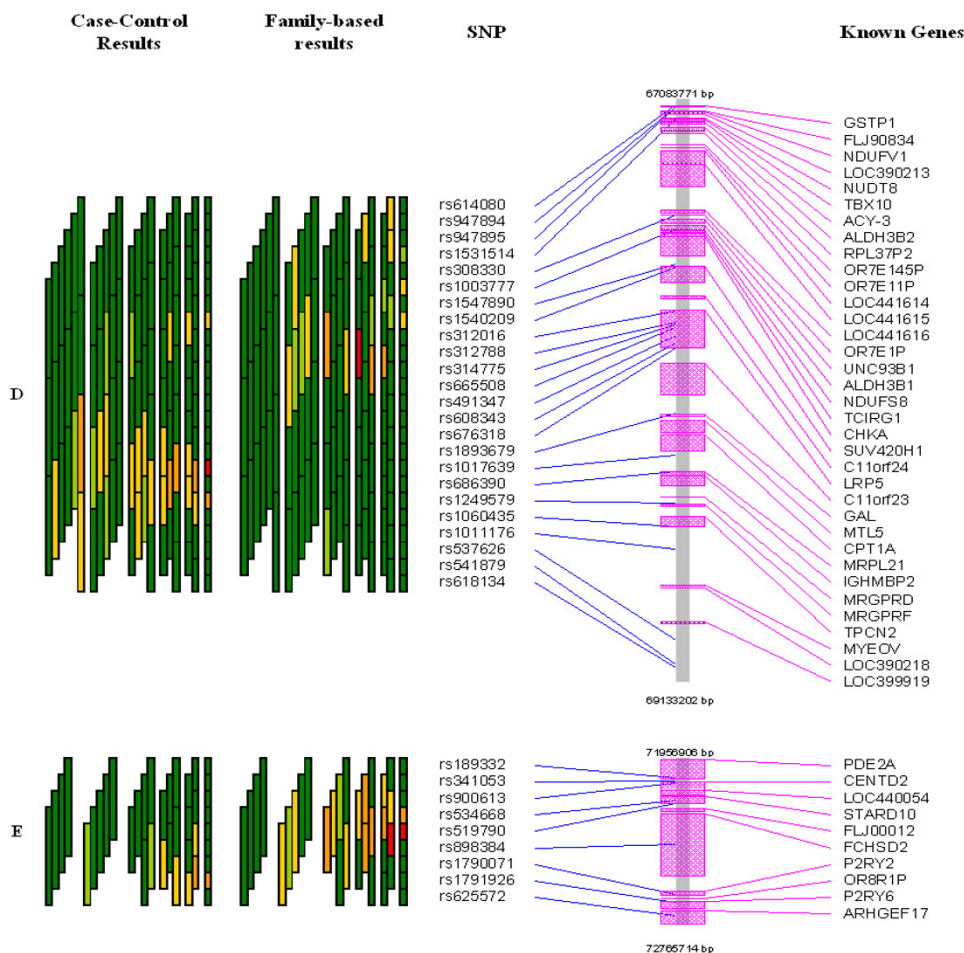 Case-Control
Results
Family-based
results
SNP
Known Genes
D
rs614080
rs947894
rs947895
rs1531514
rs308330
rs1003777
rs1547890
rs1540209
rs312016
rs312788
rs314775
rs665508
rs491347
rs608343
rs676318
rs1893679
rs1017639
rs686390
rs1249579
rs1060435
rs1011176
rs537626
rs541879
rs618134
67083771 bp
69133202 bp
GSTP1
FLJ90834
NDUFV1
LOC390213
NUDT8
TBX10
ACY-3
ALDH3B2
RPL37P2
OR7E145P
OR7E11P
LOC441614
LOC441615
LOC441616
OR7E1P
UNC93B1
ALDH3B1
NDUFS8
TCIRG1
CHKA
SUV420H1
C11orf24
LRP5
C11orf23
GAL
MTL5
CPT1A
MRPL21
IGHMBP2
MRGPRD
MRGPRF
TPCN2
MYEOV
LOC390218
LOC399919
E
rs189332
rs341053
rs900613
rs534668
rs519790
rs898384
rs1790071
rs1791926
rs625572
71956906 bp
72765714 bp
PDE2A
CENTD2
LOC440054
STARD10
FLJ00012
FCHSD2
P2RY2
OR8R1P
P2RY6
ARHGEF17